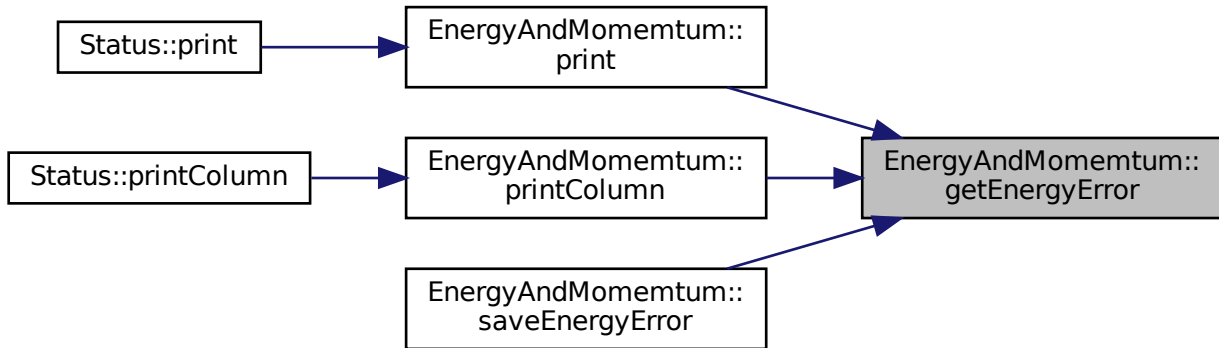 Status::print
EnergyAndMomemtum::
print
Status::printColumn
EnergyAndMomemtum::
printColumn
EnergyAndMomemtum::
saveEnergyError
EnergyAndMomemtum::
getEnergyError